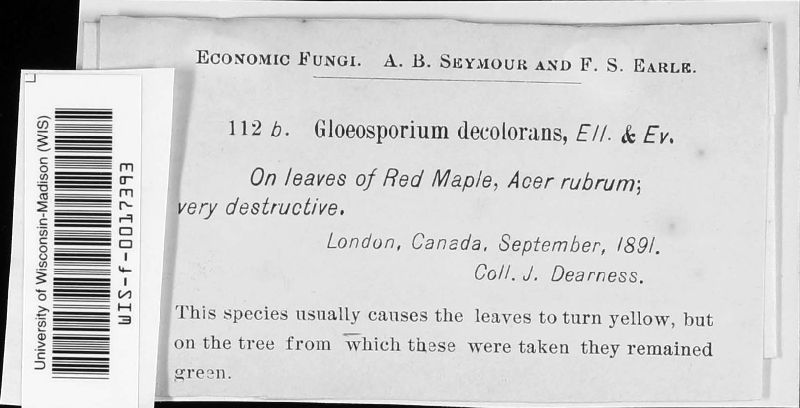 ECONOMIC FUNGI. A. B. SEYMOUR AND F. S. EARLE.
112 b. Gloeosporium decolorans, Ell. & Ev.
On leaves of Red Maple, Acer rubrum;
very destructive.
London, Canada, September, 1891.
Coll. J. Dearness.
This species usually causes the leaves to turn yellow, but
on the tree from which these were taken they remained
green.
University of Wisconsin-Madison (WIS)
WIS-f-0012363